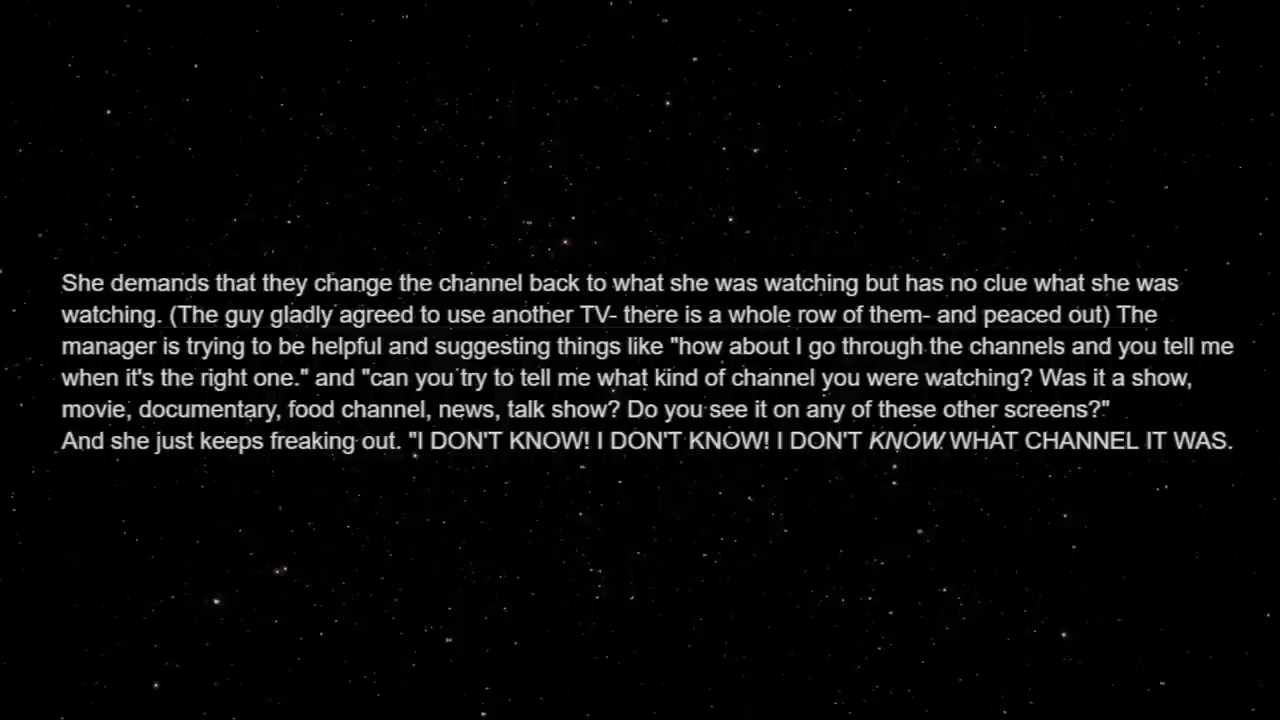 She demands that they change the channel back to what she was watching but has no clue what she was
watching. (The guy gladly agreed to use another TV- there is a whole row of them- and peaced out) The
manager is trying to be helpful and suggesting things like "how about I go through the channels and you tell me
when it's the right one." and "can you try to tell me what kind of channel you were watching? Was it a show,
movie, documentary, food channel, news, talk show? Do you see it on any of these other screens?"
And she just keeps freaking out. "I DON'T KNOW! I DON'T KNOW! I DON'T KNOW WHAT CHANNEL IT WAS.